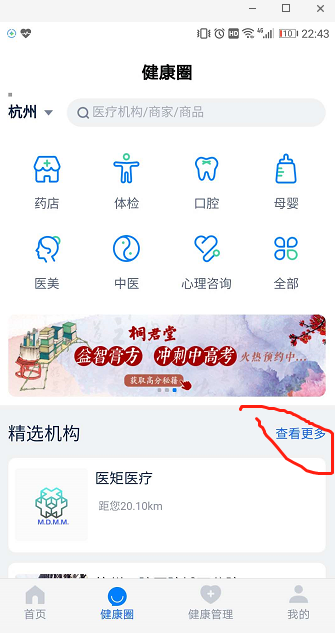 HD 4G 10 22:43
健康圈
杭州 医疗机构/商家/商品
药店 体检 口腔 母婴
医美 中医 心理咨询 全部
桐君堂
益智膏方 冲刺中高考 火热预约中...
获取高分秘籍
精选机构 查看更多
医矩医疗
M.D.M.M. 距您20.10km
首页 健康圈 健康管理 我的